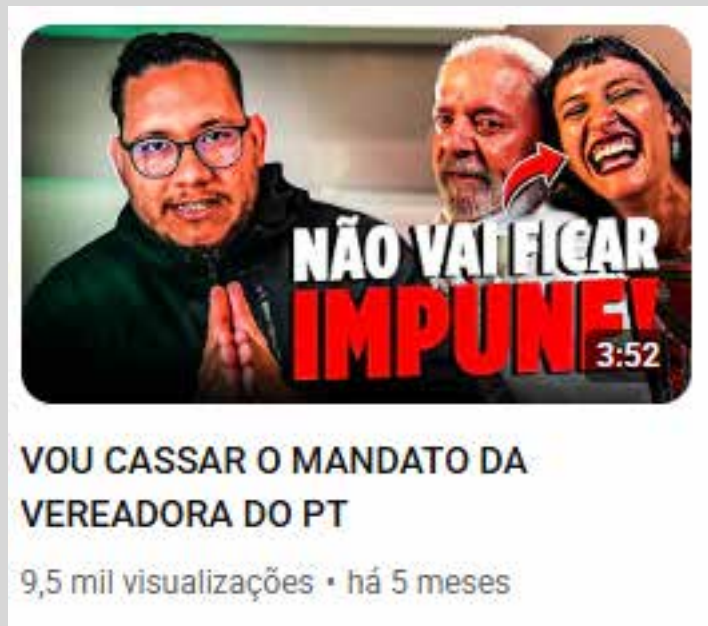 NÃO VAI FICAR
IMPUNE!
3:52
VOU CASSAR O MANDATO DA
VEREADORA DO PT
9,5 mil visualizações • há 5 meses